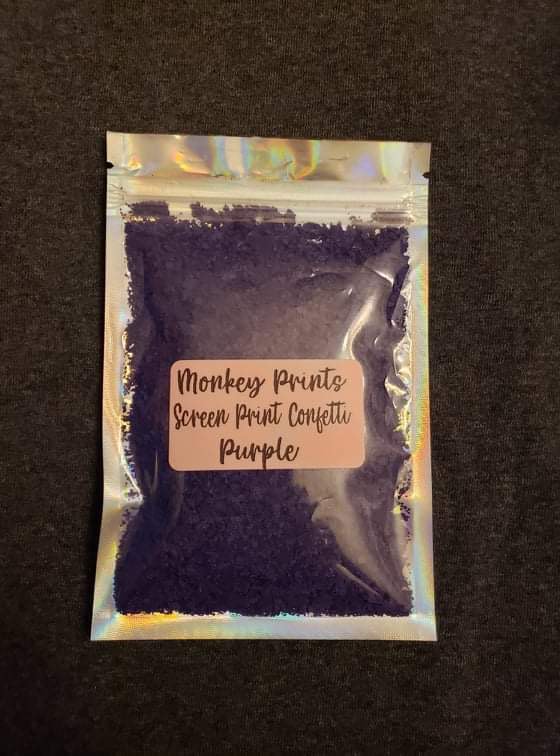 Monkey Prints
Screen Print Confetti
Purple